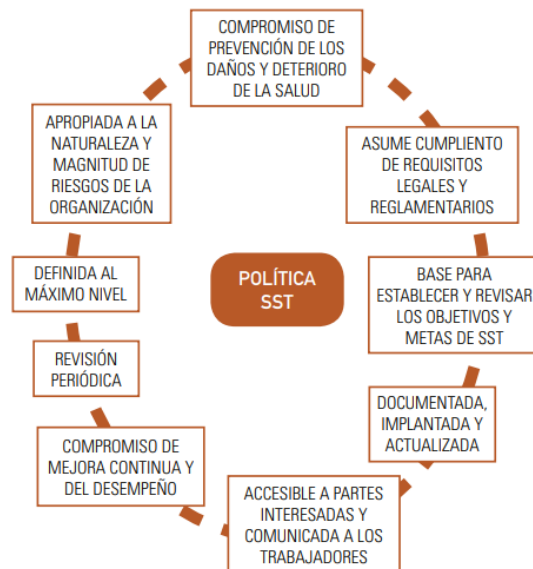 COMPROMISO DE
PREVENCIÓN DE LOS
DAÑOS Y DETERIORO
DE LA SALUD
ASUME CUMPLIENTO
DE REQUISITOS
LEGALES Y
REGLAMENTARIOS
BASE PARA
ESTABLECER Y REVISAR
LOS OBJETIVOS Y
METAS DE SST
DOCUMENTADA,
IMPLANTADA Y
ACTUALIZADA
ACCESIBLE A PARTES
INTERESADAS Y
COMUNICADA A LOS
TRABAJADORES
COMPROMISO DE
MEJORA CONTINUA Y
DEL DESEMPEÑO
REVISIÓN
PERIÓDICA
DEFINIDA AL
MÁXIMO NIVEL
APROPIADA A LA
NATURALEZA Y
MAGNITUD DE
RIESGOS DE LA
ORGANIZACIÓN
POLÍTICA
SST